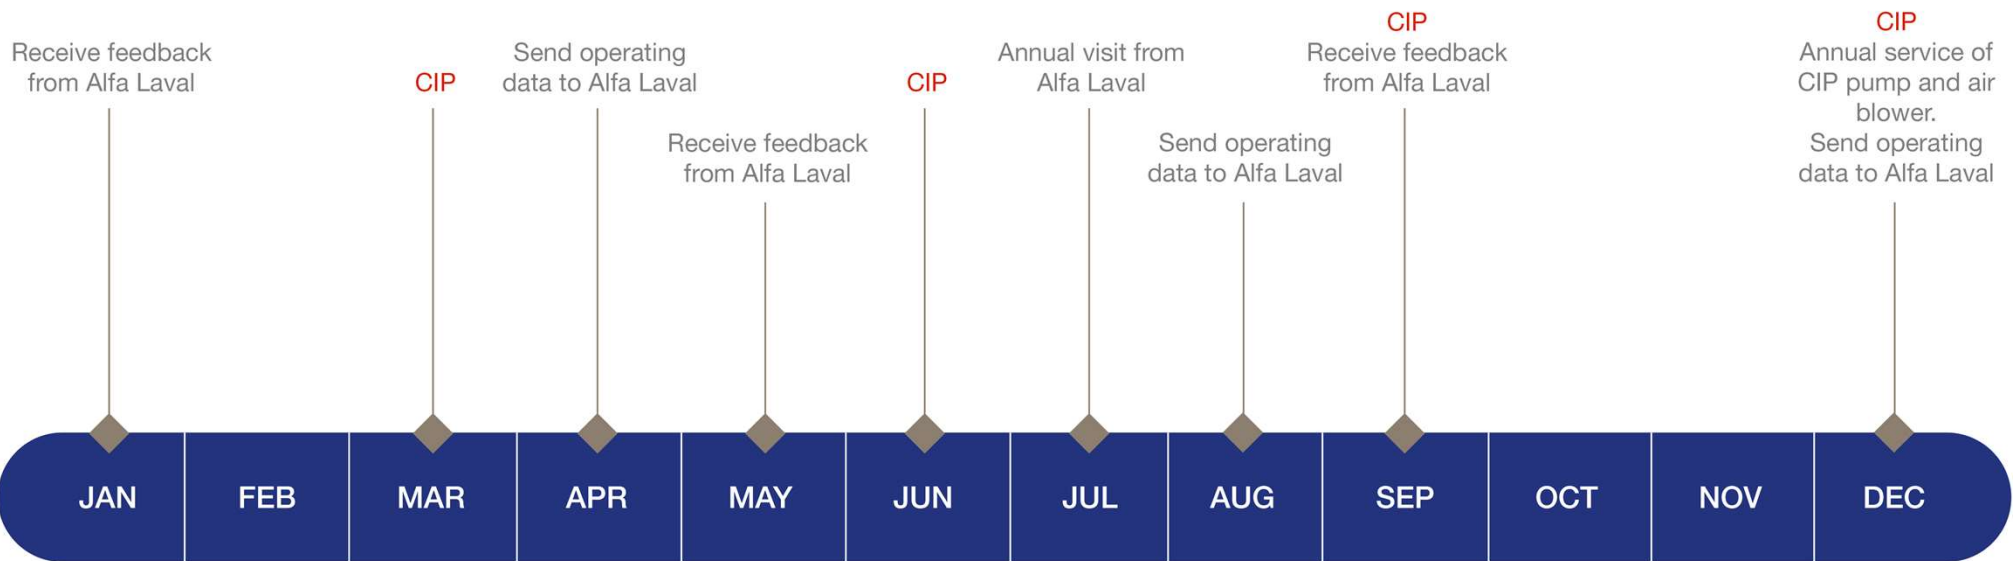 Receive feedback
from Alfa Laval
CIP
Send operating
data to Alfa Laval
Receive feedback
from Alfa Laval
CIP
Annual visit from
Alfa Laval
Send operating
data to Alfa Laval
CIP
Receive feedback
from Alfa Laval
CIP
Annual service of
CIP pump and air
blower.
Send operating
data to Alfa Laval
JAN
FEB
MAR
APR
MAY
JUN
JUL
AUG
SEP
OCT
NOV
DEC